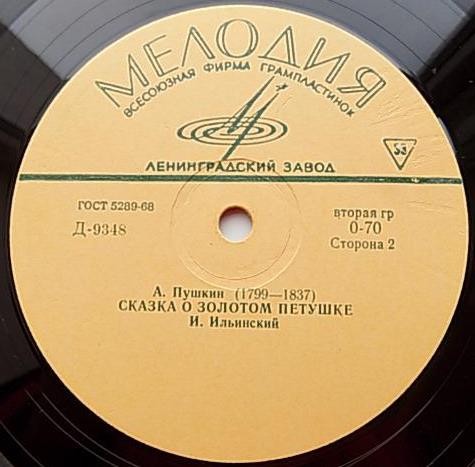 МЕЛОДИЯ
ВСЕСОЮЗНАЯ ФИРМА ГРАМПЛАСТИНОК
ЛЕНИНГРАДСКИЙ ЗАВОД
33
ГОСТ 5289-68
Д-9348
вторая гр
0-70
Сторона 2
А. Пушкин (1799—1837)
СКАЗКА О ЗОЛОТОМ ПЕТУШКЕ
И. Ильинский